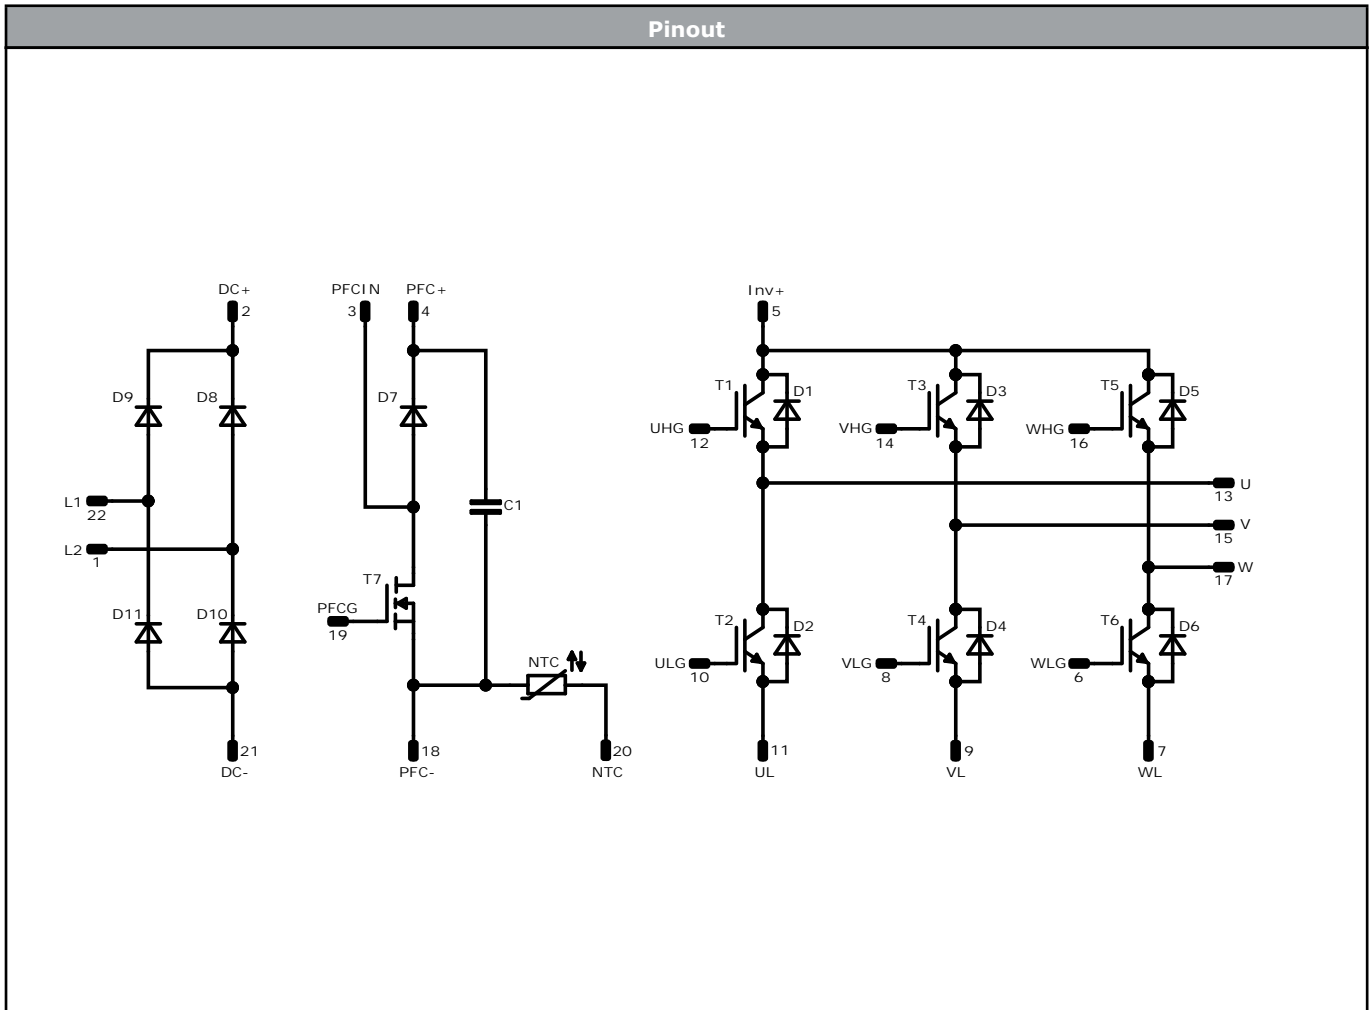 Pinout
DC+
2
PFCIN
3
PFC+
4
Inv+
5
D9
D8
D7
T1
D1
T3
D3
T5
D5
UHG
12
VHG
14
WHG
16
L1
22
C1
U
13
L2
1
V
15
W
17
T7
PFCG
19
D11
D10
T2
D2
T4
D4
T6
D6
NTC
ULG
10
VLG
8
WLG
6
21
DC-
18
PFC-
20
NTC
11
UL
9
VL
7
WL